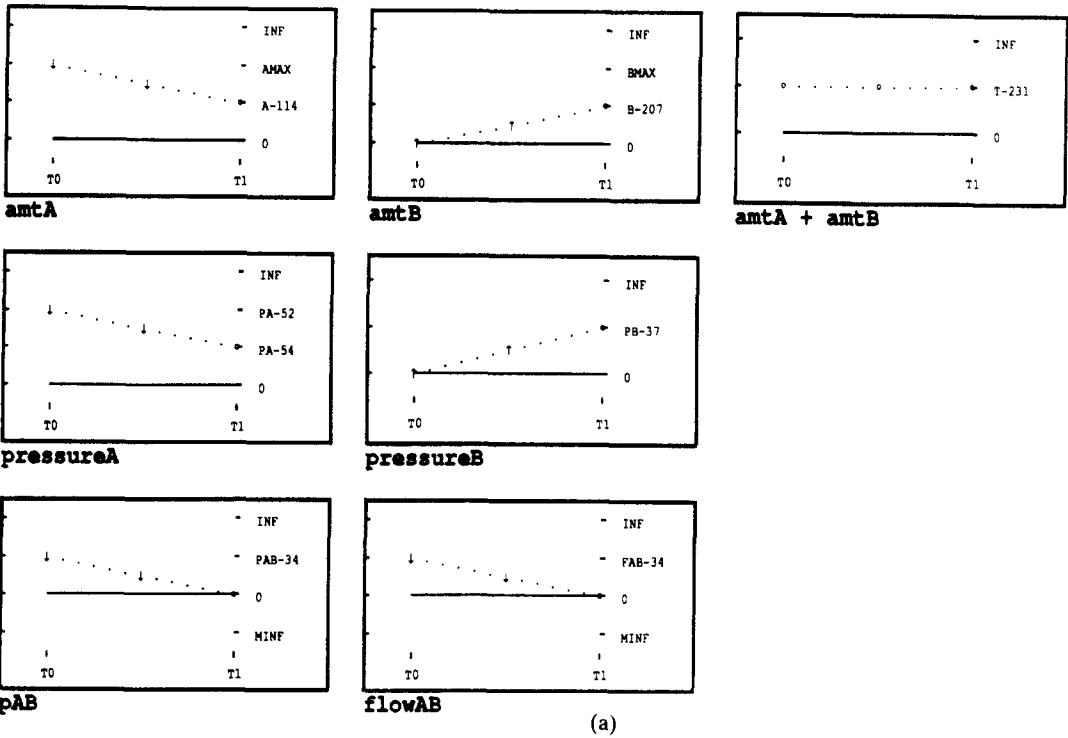 INF
AMAX
A-114
0
T0 T1
amtA
INF
BMAX
B-207
0
T0 T1
amtB
INF
T-231
0
T0 T1
amtA + amtB
INF
PA-52
PA-54
0
T0 T1
pressureA
INF
PB-37
0
T0 T1
pressureB
INF
PAB-34
0
MINF
T0 T1
pAB
INF
FAB-34
0
MINF
T0 T1
flowAB
(a)